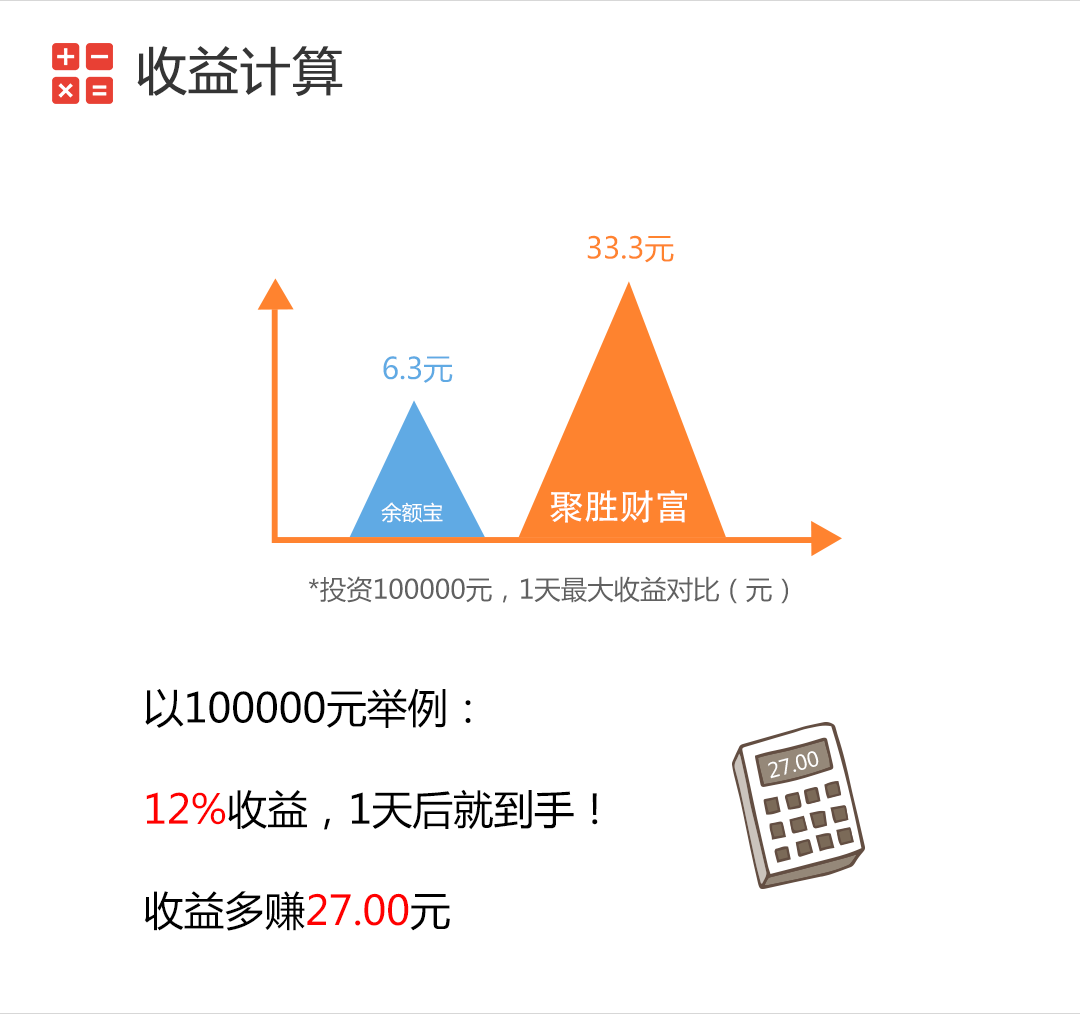 收益计算
33.3元
6.3元
余额宝
聚胜财富
*投资100000元，1天最大收益对比（元）
以100000元举例：
27.00
12%收益，1天后就到手！
收益多赚27.00元